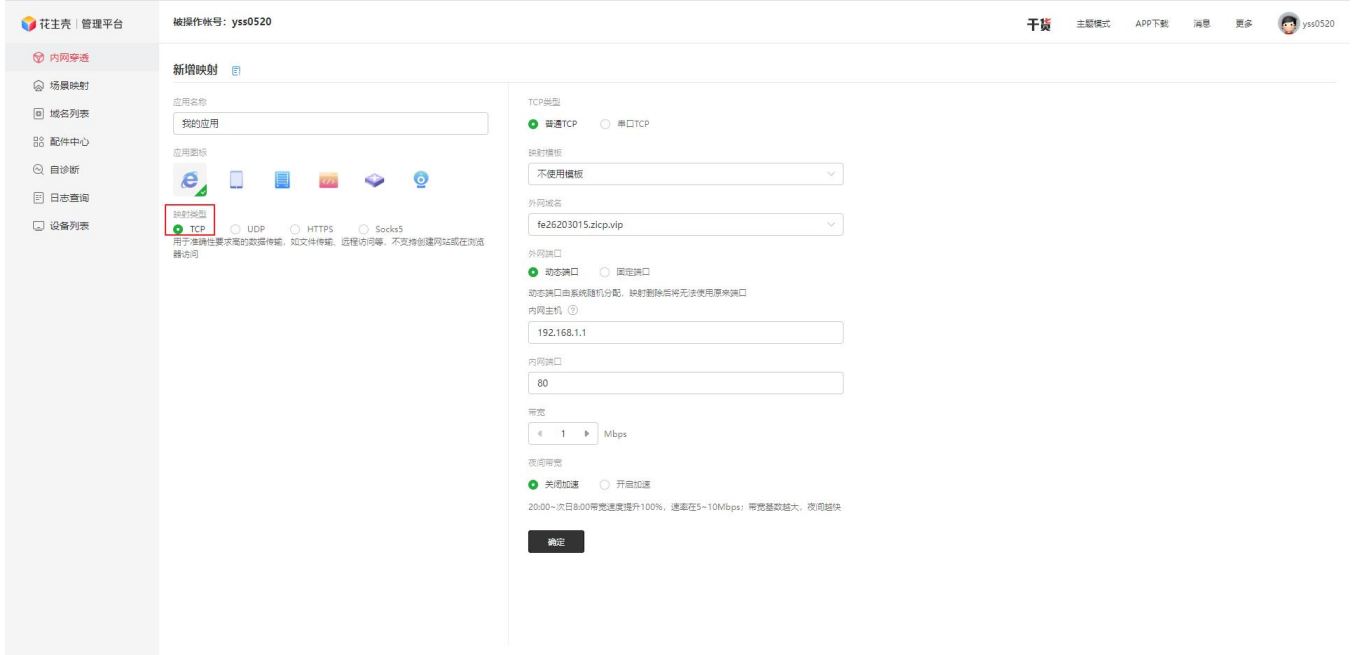 花生壳 | 管理平台
被操作帐号：yss0520
干货
主题模式
APP下载
消息
更多
yss0520
内网穿透
场景映射
域名列表
配件中心
自诊断
日志查询
设备列表
新增映射
应用名称
我的应用
应用图标
映射类型
TCP UDP HTTPS Socks5
用于准确性要求高的数据传输，如文件传输、远程访问等，不支持创建网站或在浏览
器访问
TCP类型
普通TCP 串口TCP
映射模板
不使用模板
外网域名
fe26203015.zicp.vip
外网端口
动态端口 固定端口
动态端口由系统随机分配，映射删除后将无法使用原来端口
内网主机 ?
192.168.1.1
内网端口
80
带宽
1 Mbps
夜间带宽
关闭加速 开启加速
20:00~次日8:00带宽速度提升100%，速率在5~10Mbps；带宽基数越大，夜间越快
确定